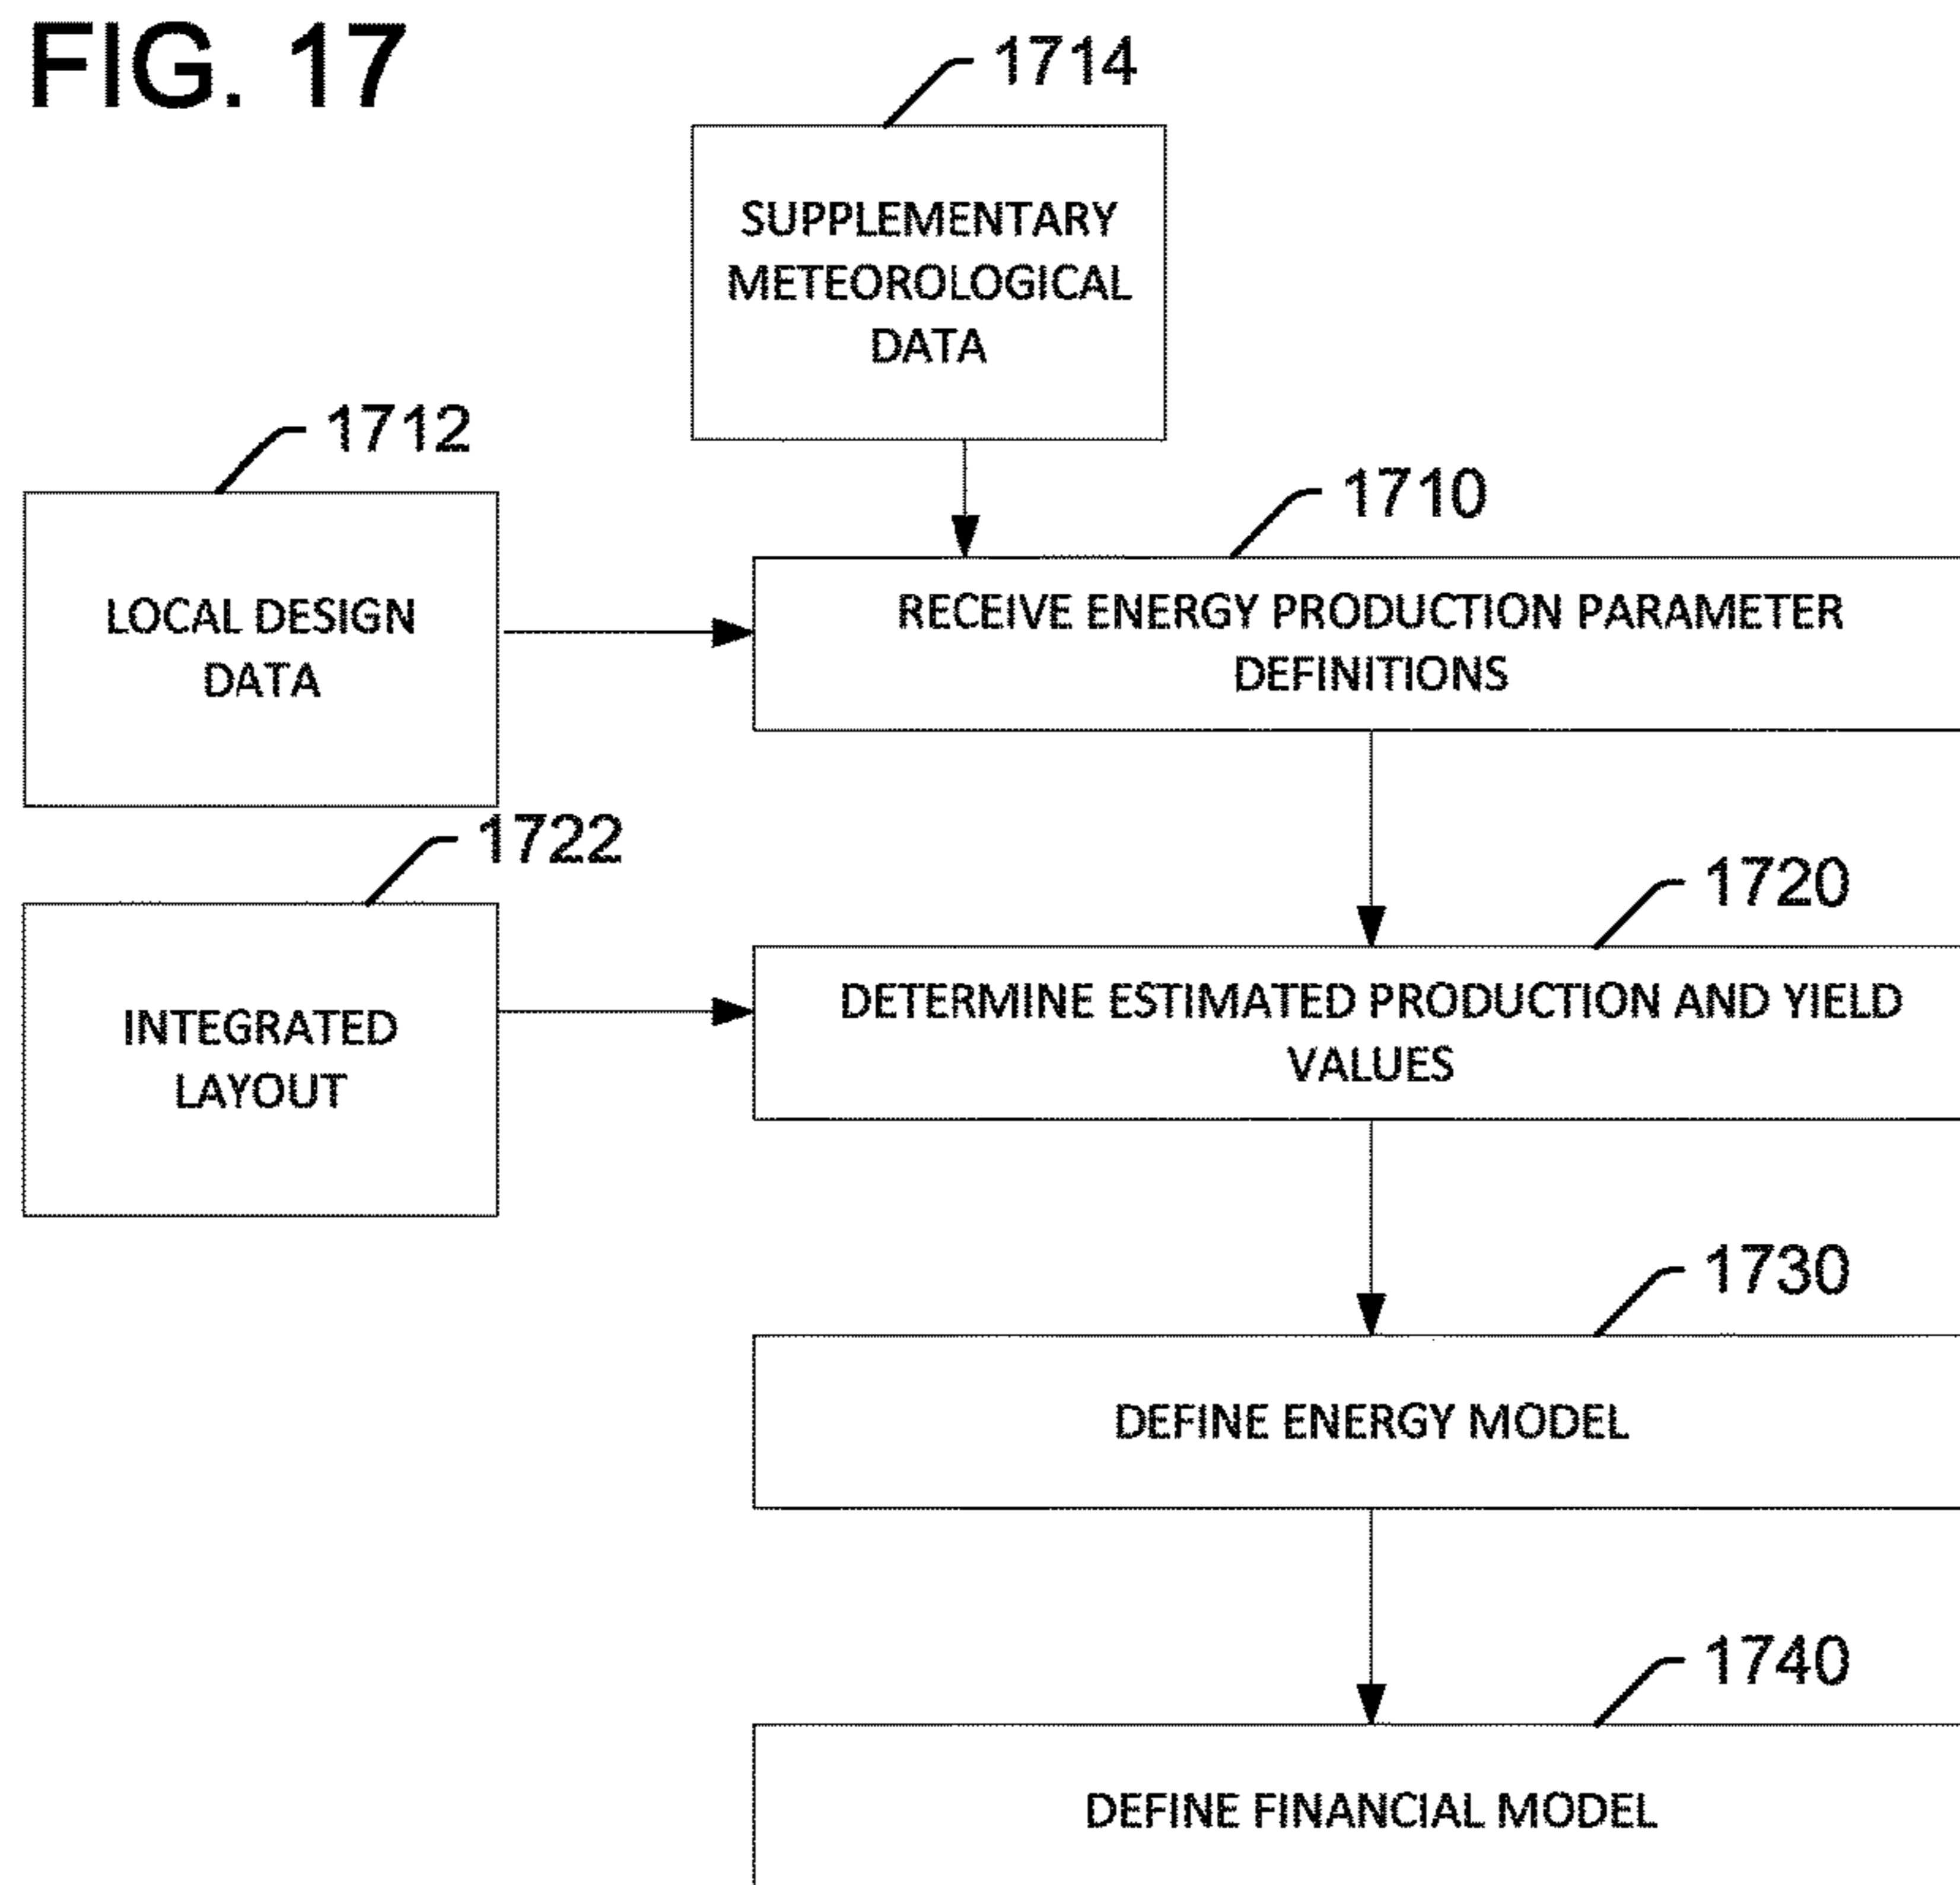 FIG. 17
1714
SUPPLEMENTARY
METEOROLOGICAL
DATA
1712
LOCAL DESIGN
DATA
1710
RECEIVE ENERGY PRODUCTION PARAMETER
DEFINITIONS
1722
INTEGRATED
LAYOUT
1720
DETERMINE ESTIMATED PRODUCTION AND YIELD
VALUES
1730
DEFINE ENERGY MODEL
1740
DEFINE FINANCIAL MODEL